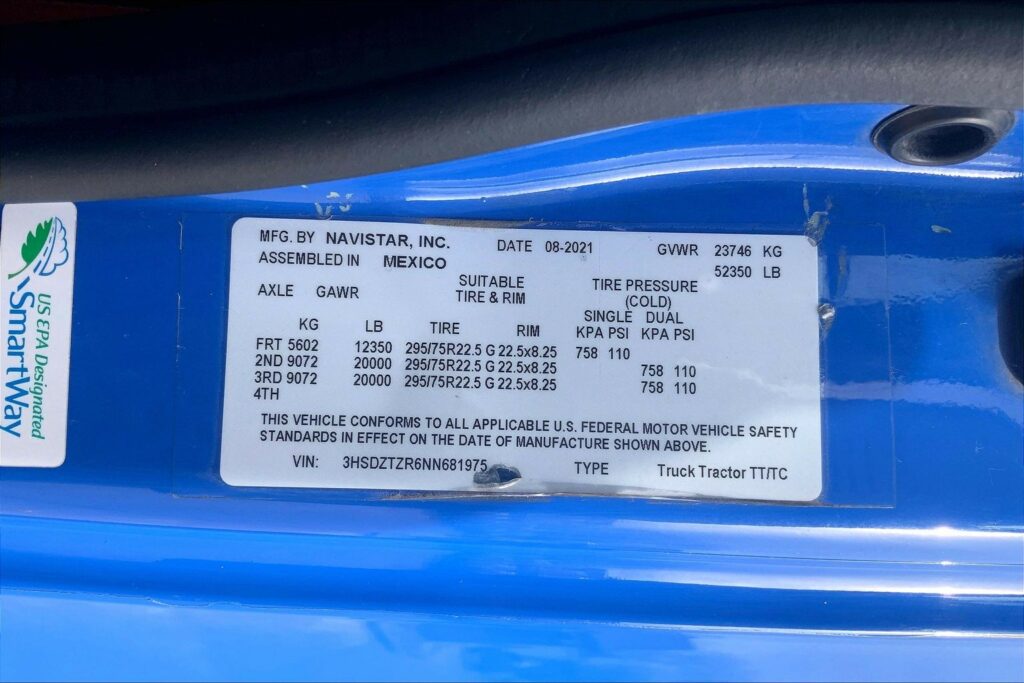 MFG. BY NAVISTAR, INC. DATE 08-2021 GVWR 23746 KG
ASSEMBLED IN MEXICO 52350 LB
AXLE GAWR SUITABLE TIRE PRESSURE
TIRE & RIM (COLD)
SINGLE DUAL
KG LB TIRE RIM KPA PSI KPA PSI
FRT 5602 12350 295/75R22.5 G 22.5x8.25 758 110
2ND 9072 20000 295/75R22.5 G 22.5x8.25 758 110
3RD 9072 20000 295/75R22.5 G 22.5x8.25 758 110
4TH
THIS VEHICLE CONFORMS TO ALL APPLICABLE U.S. FEDERAL MOTOR VEHICLE SAFETY
STANDARDS IN EFFECT ON THE DATE OF MANUFACTURE SHOWN ABOVE.
VIN: 3HSDZTZR6NN681975 TYPE Truck Tractor TT/TC
US EPA Designated
SmartWay